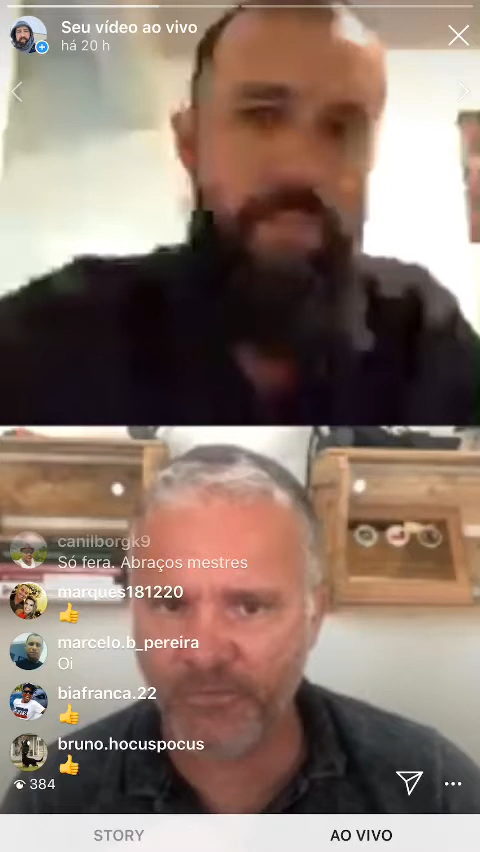 Seu vídeo ao vivo
há 20 h
canilborgk9
Só fera. Abraços mestres
marques181220
👍
marcelo.b_pereira
Oi
biafranca.22
👍
bruno.hocuspocus
👍
384
STORY
AO VIVO